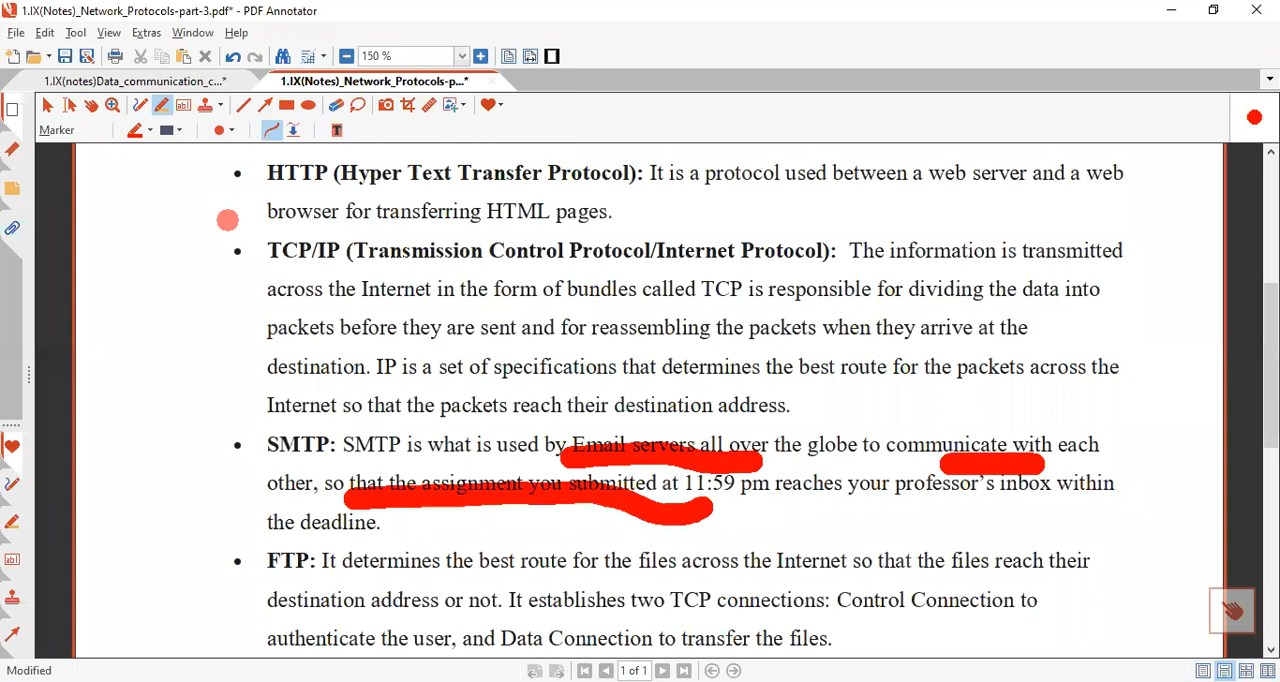 1.IX(Notes)_Network_Protocols-part-3.pdf* - PDF Annotator
File Edit Tool View Extras Window Help
150 %
1.IX(notes)Data_communication_c...* 1.IX(Notes)_Network_Protocols-p...*
Marker
• HTTP (Hyper Text Transfer Protocol): It is a protocol used between a web server and a web
browser for transferring HTML pages.
• TCP/IP (Transmission Control Protocol/Internet Protocol): The information is transmitted
across the Internet in the form of bundles called TCP is responsible for dividing the data into
packets before they are sent and for reassembling the packets when they arrive at the
destination. IP is a set of specifications that determines the best route for the packets across the
Internet so that the packets reach their destination address.
• SMTP: SMTP is what is used by Email servers all over the globe to communicate with each
other, so that the assignment you submitted at 11:59 pm reaches your professor’s inbox within
the deadline.
• FTP: It determines the best route for the files across the Internet so that the files reach their
destination address or not. It establishes two TCP connections: Control Connection to
authenticate the user, and Data Connection to transfer the files.
Modified 1 of 1